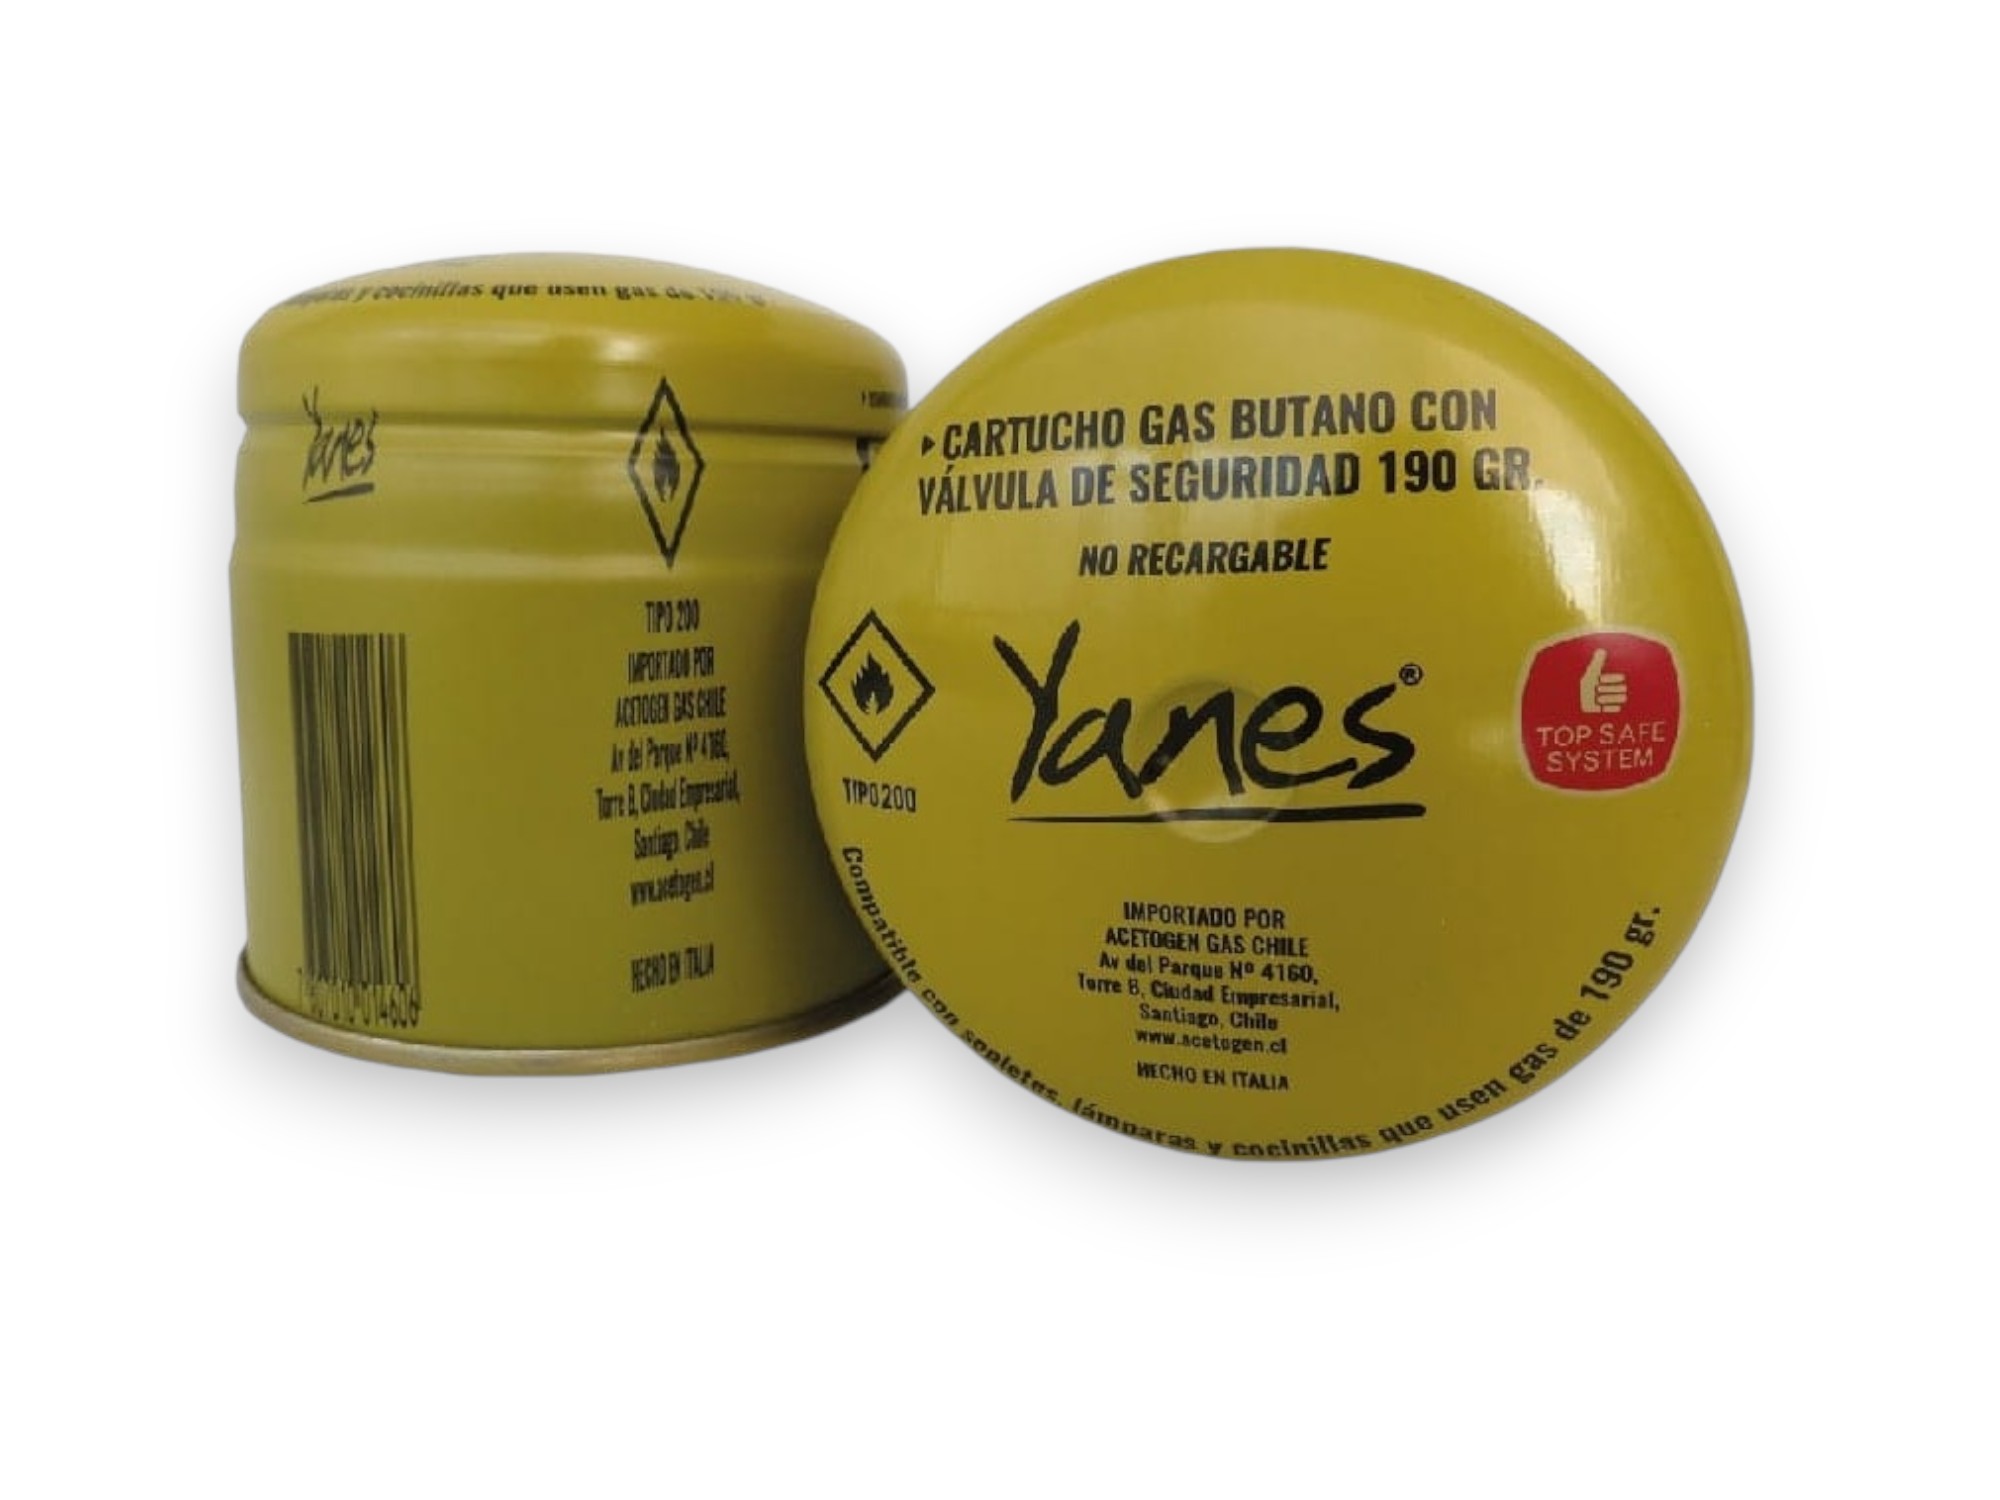 y cocinillas que usen gas de
Yanes
TIPO 200
IMPORTADO POR
ACETOGEN GAS CHILE
Av del Parque Nº 4160,
Torre B, Ciudad Empresarial,
Santiago, Chile
www.acetogen.cl
HECHO EN ITALIA
CARTUCHO GAS BUTANO CON
VÁLVULA DE SEGURIDAD 190 GR.
NO RECARGABLE
Yanes®
TIPO200
TOP SAFE
SYSTEM
IMPORTADO POR
ACETOGEN GAS CHILE
Av del Parque Nº 4160,
Torre B, Ciudad Empresarial,
Santiago, Chile
www.acetogen.cl
HECHO EN ITALIA
Compatible con sopletes, lámparas y cocinillas que usen gas de 190 gr.